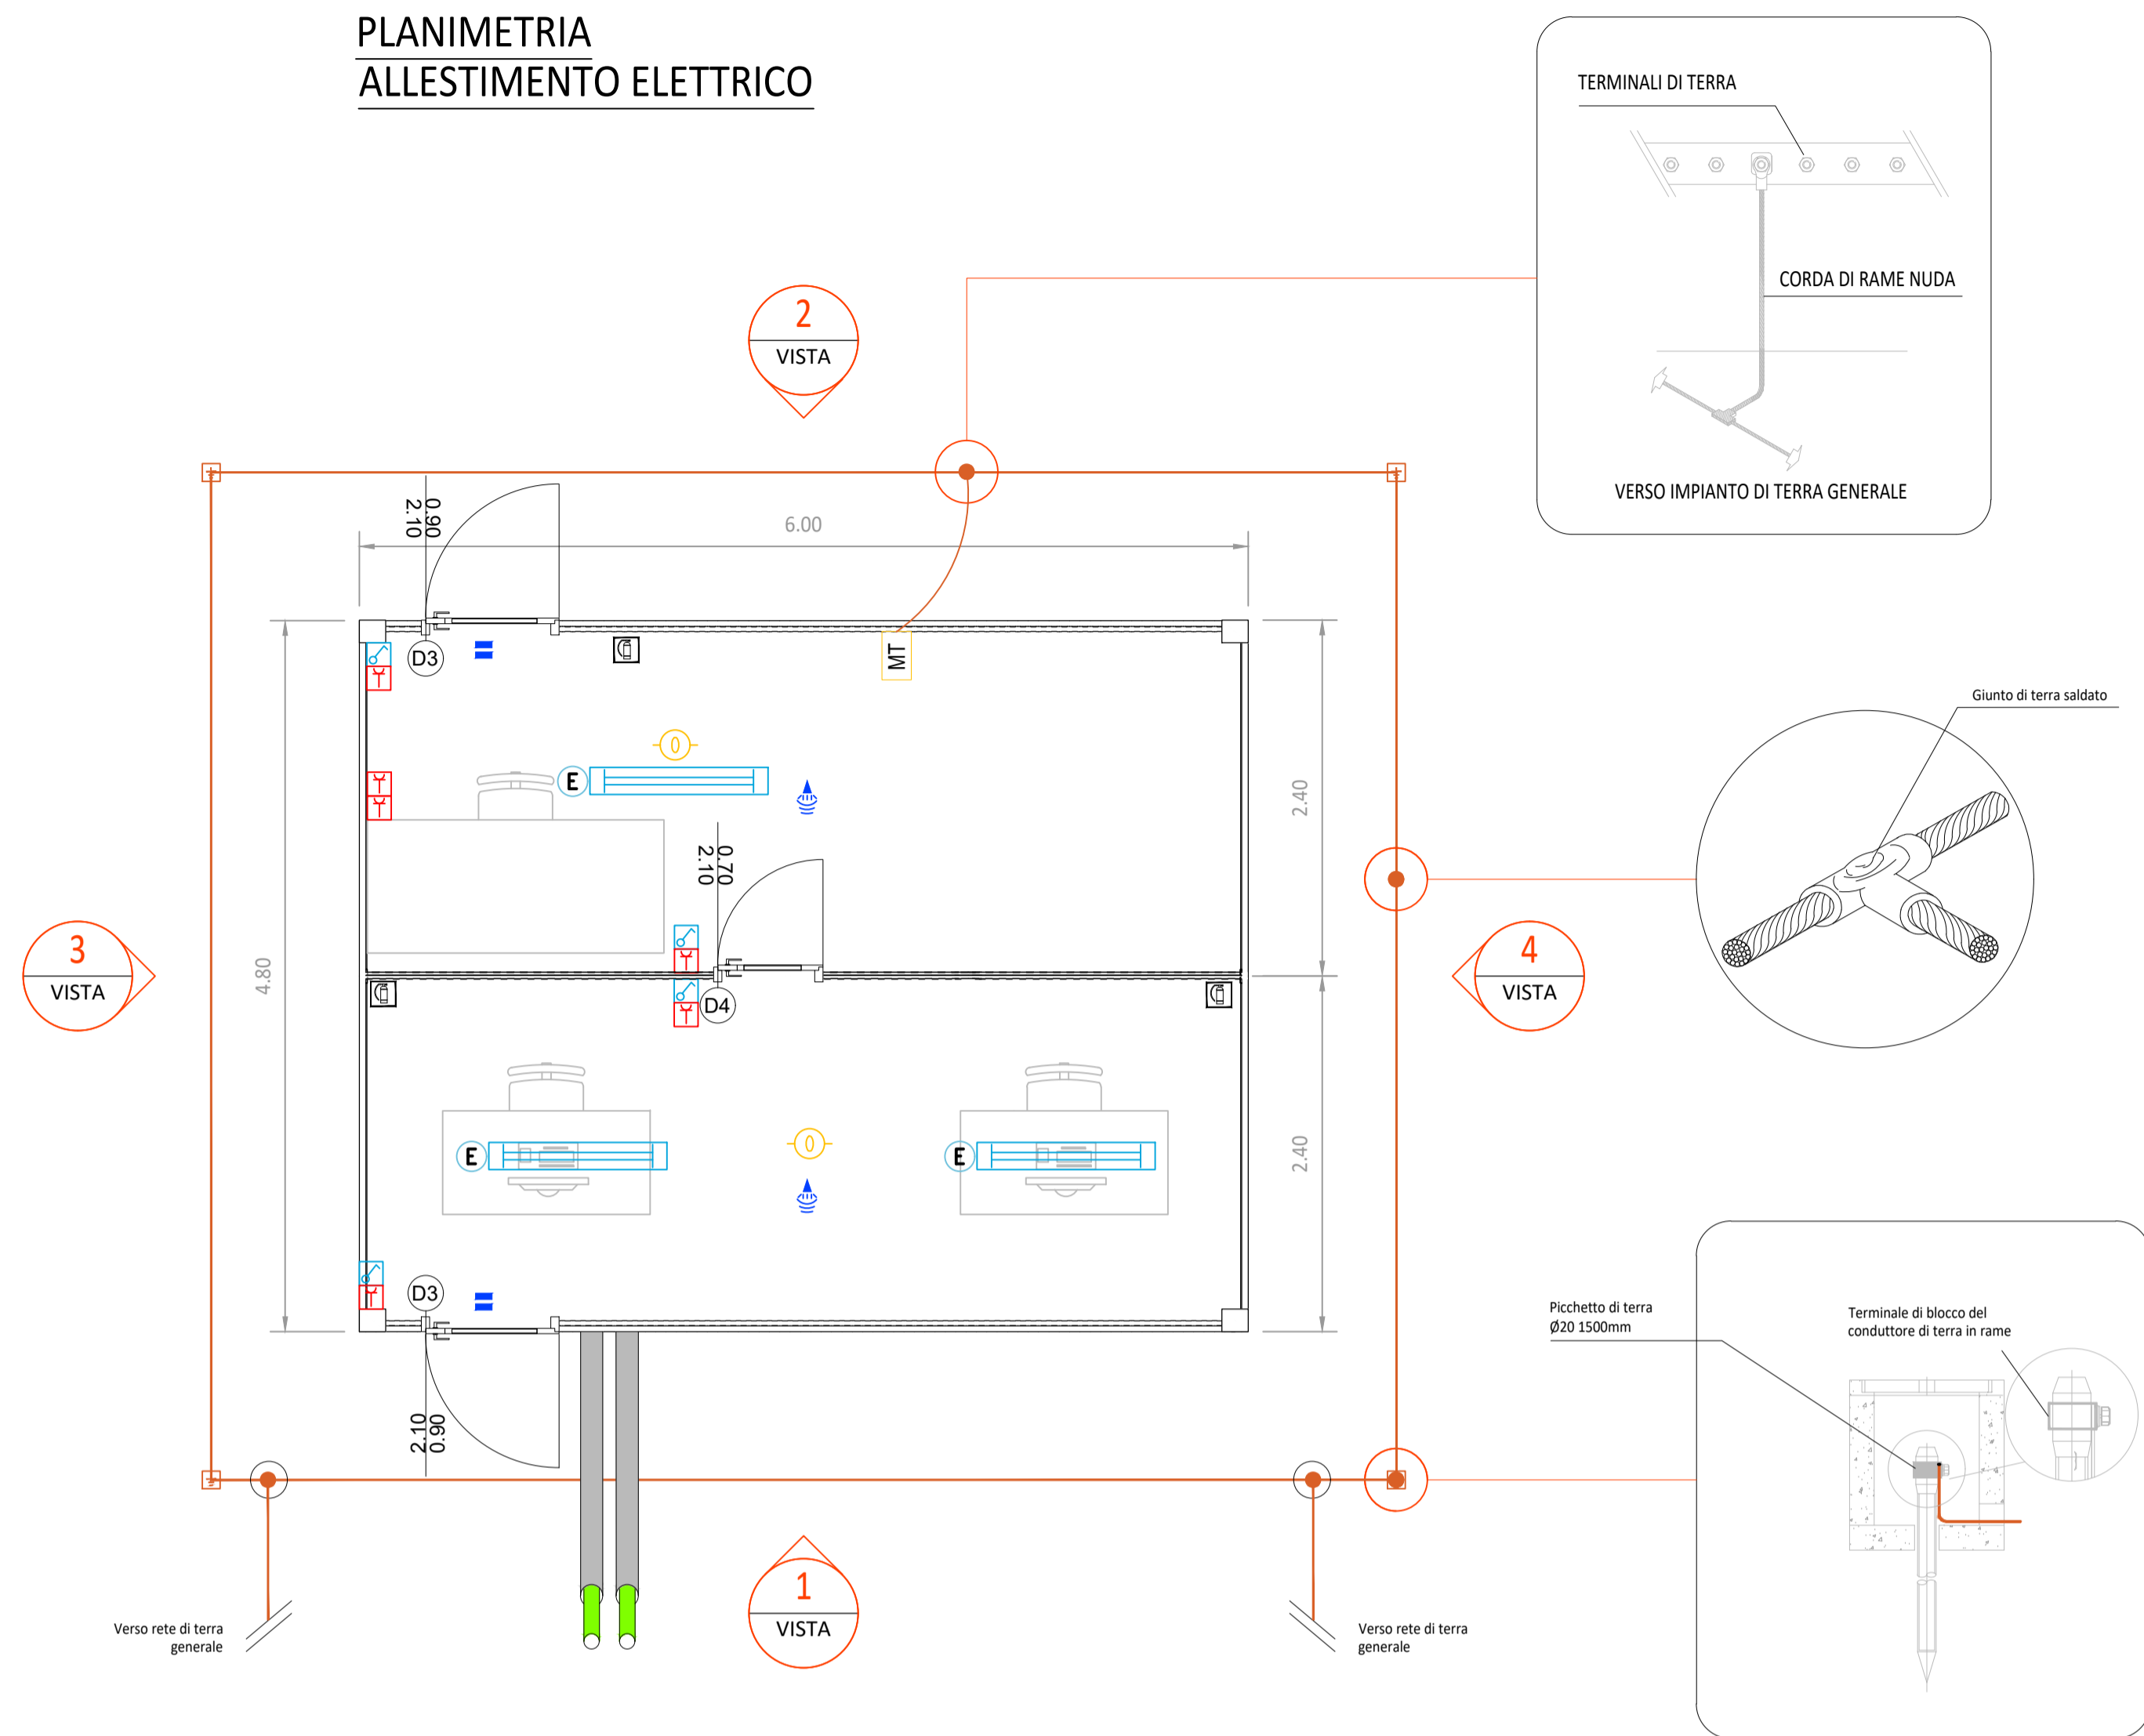 PLANIMETRIA
ALLESTIMENTO ELETTRICO
TERMINALI DI TERRA
CORDA DI RAME NUDA
VERSO IMPIANTO DI TERRA GENERALE
2
VISTA
0.90
2.10
6.00
D3
MT
Giunto di terra saldato
E
0
2.40
0.70
2.10
3
VISTA
4.80
4
VISTA
D4
E
0
E
2.40
D3
2.10
0.90
Picchetto di terra
Ø20 1500mm
Terminale di blocco del
conduttore di terra in rame
1
VISTA
Verso rete di terra
generale
Verso rete di terra
generale